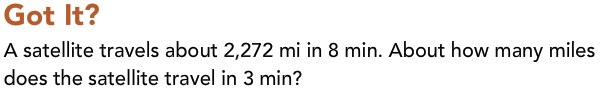 Got It?
A satellite travels about 2,272 mi in 8 min. About how many miles
does the satellite travel in 3 min?